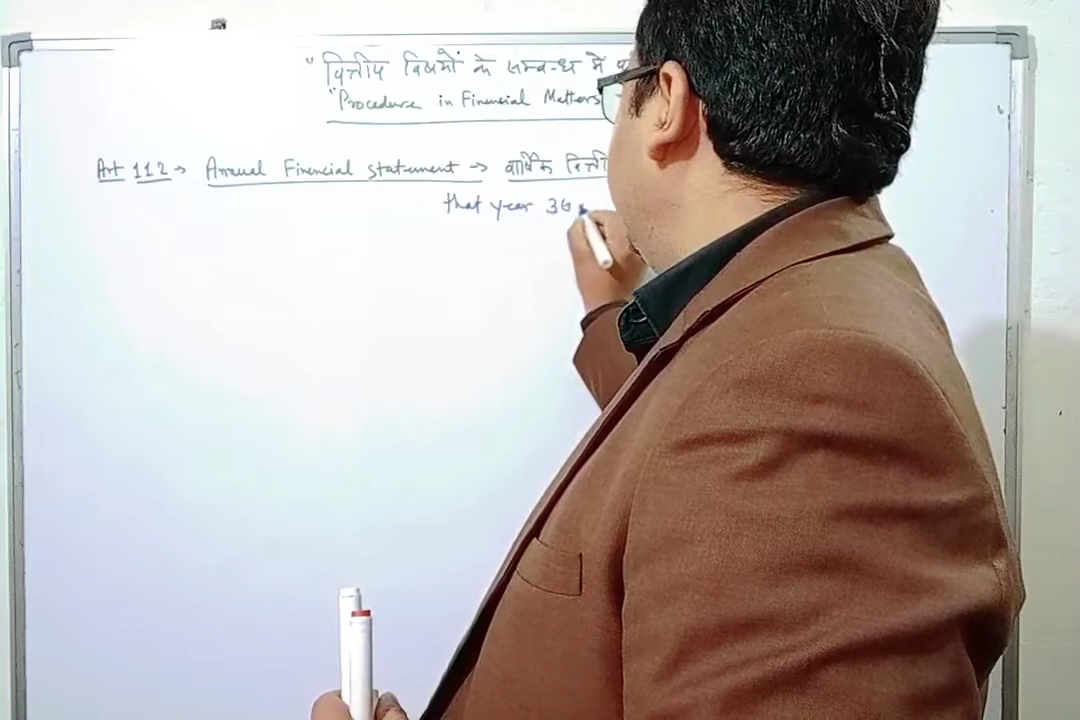 "वित्तीय विषयों के सम्बन्ध में
"Procedure in Financial Matters
Art 112 → Annual Financial Statement → वार्षिक वित्ती
that year 36